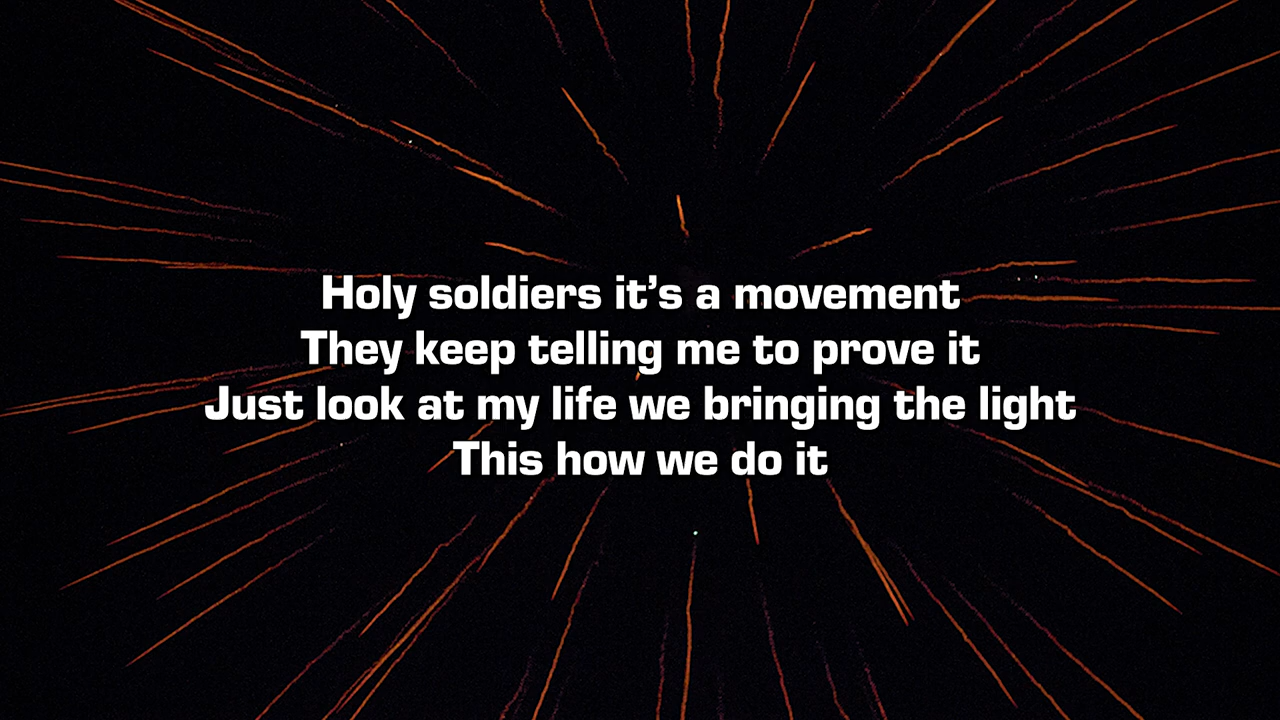 Holy soldiers it’s a movement
They keep telling me to prove it
Just look at my life we bringing the light
This how we do it